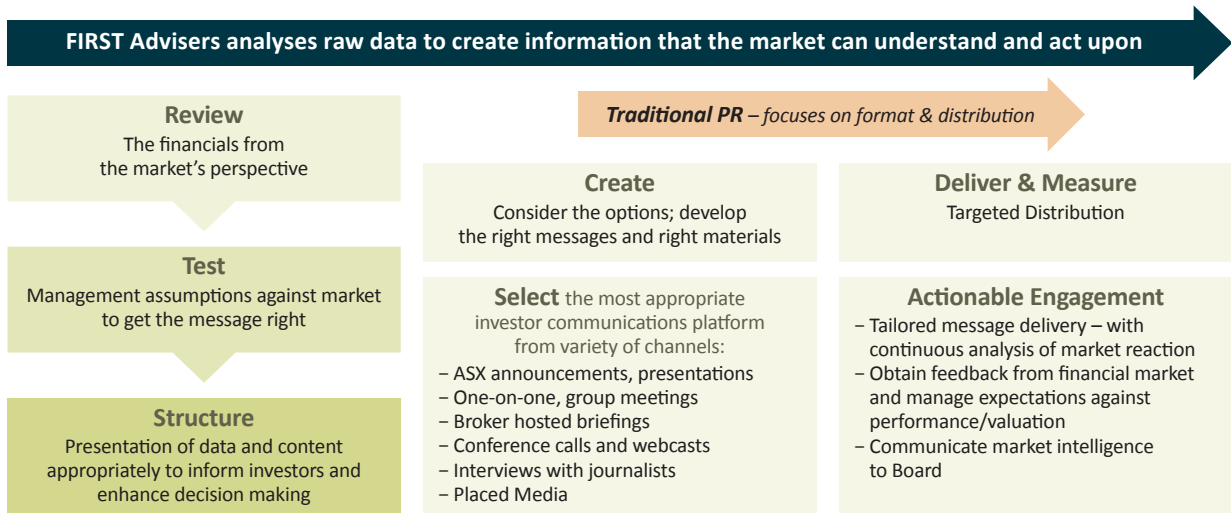 FIRST Advisers analyses raw data to create information that the market can understand and act upon
Traditional PR – focuses on format & distribution
Review
The financials from
the market's perspective
Test
Management assumptions against market
to get the message right
Structure
Presentation of data and content
appropriately to inform investors and
enhance decision making
Create
Consider the options; develop
the right messages and right materials
Select the most appropriate
investor communications platform
from variety of channels:
– ASX announcements, presentations
– One-on-one, group meetings
– Broker hosted briefings
– Conference calls and webcasts
– Interviews with journalists
– Placed Media
Deliver & Measure
Targeted Distribution
Actionable Engagement
– Tailored message delivery – with
continuous analysis of market reaction
– Obtain feedback from financial market
and manage expectations against
performance/valuation
– Communicate market intelligence
to Board